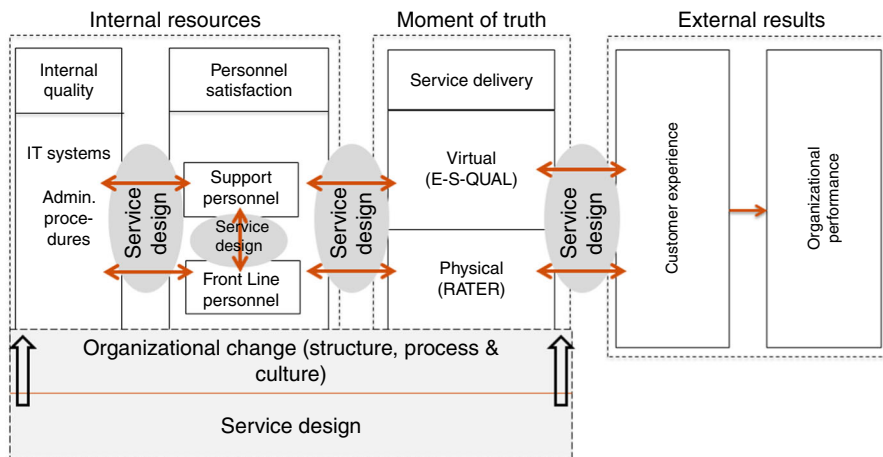 Internal resources
Moment of truth
External results
Internal
quality
Personnel
satisfaction
Service delivery
IT systems
Admin.
proce-
dures
Service
design
Support
personnel
Service
design
Front Line
personnel
Service
design
Virtual
(E-S-QUAL)
Physical
(RATER)
Service
design
Customer experience
Organizational
performance
Organizational change (structure, process &
culture)
Service design